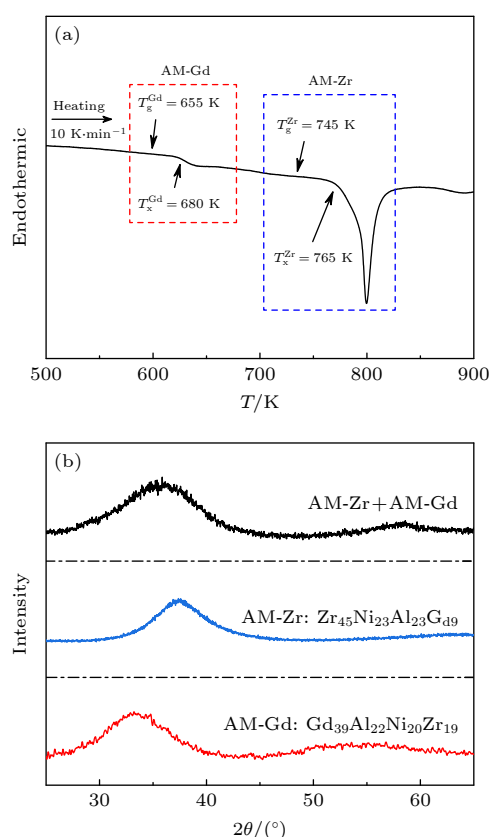 (a)
AM-Gd
AM-Zr
Heating
10 K·min⁻¹
T_g^Gd = 655 K
T_g^Zr = 745 K
T_x^Gd = 680 K
T_x^Zr = 765 K
Endothermic
500 600 700 800 900
T/K
(b)
AM-Zr+AM-Gd
AM-Zr: Zr₄₅Ni₂₃Al₂₃G_d9
AM-Gd: Gd₃₉Al₂₂Ni₂₀Zr₁₉
Intensity
30 40 50 60
2θ/(°)